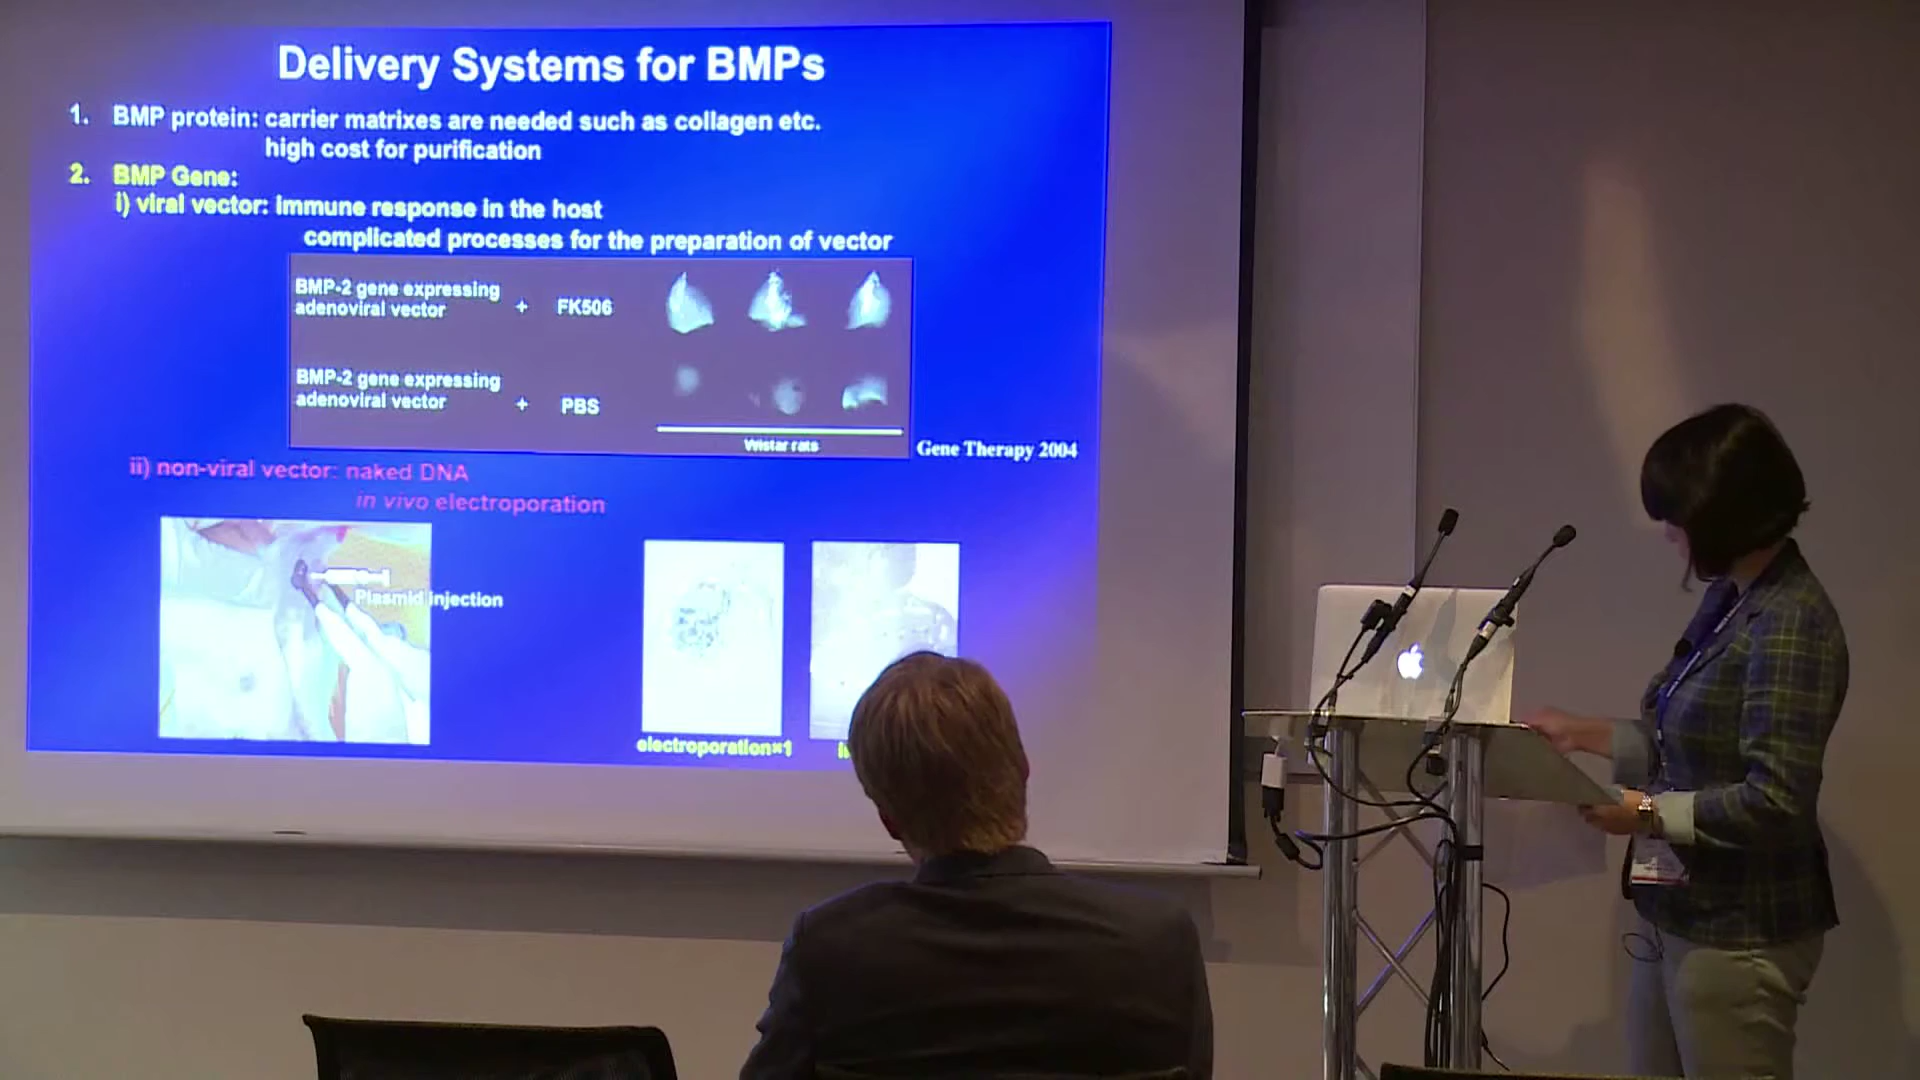 Delivery Systems for BMPs
1. BMP protein: carrier matrixes are needed such as collagen etc.
high cost for purification
2. BMP Gene:
i) viral vector: immune response in the host
complicated processes for the preparation of vector
BMP-2 gene expressing
adenoviral vector + FK506
BMP-2 gene expressing
adenoviral vector + PBS
Wistar rats
Gene Therapy 2004
ii) non-viral vector: naked DNA
in vivo electroporation
Plasmid injection
electroporation×1